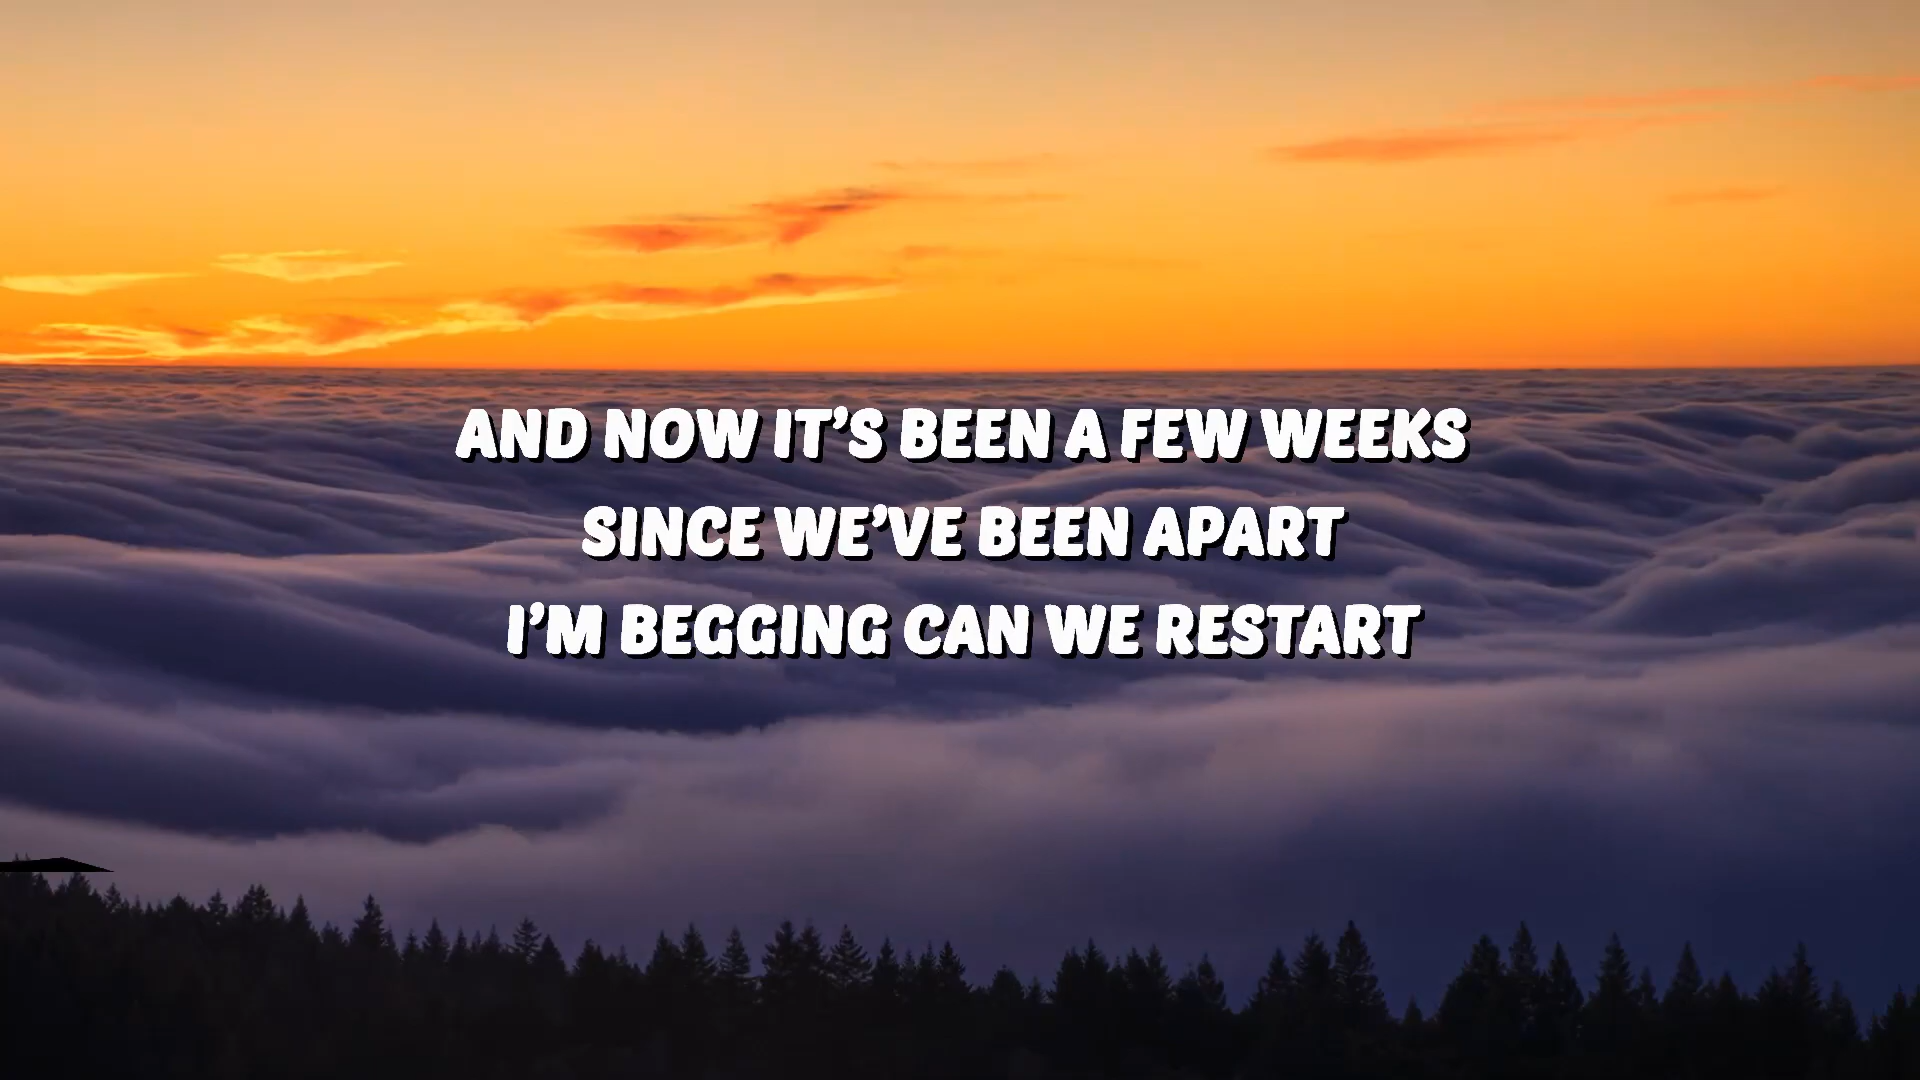 AND NOW IT’S BEEN A FEW WEEKS
SINCE WE’VE BEEN APART
I’M BEGGING CAN WE RESTART